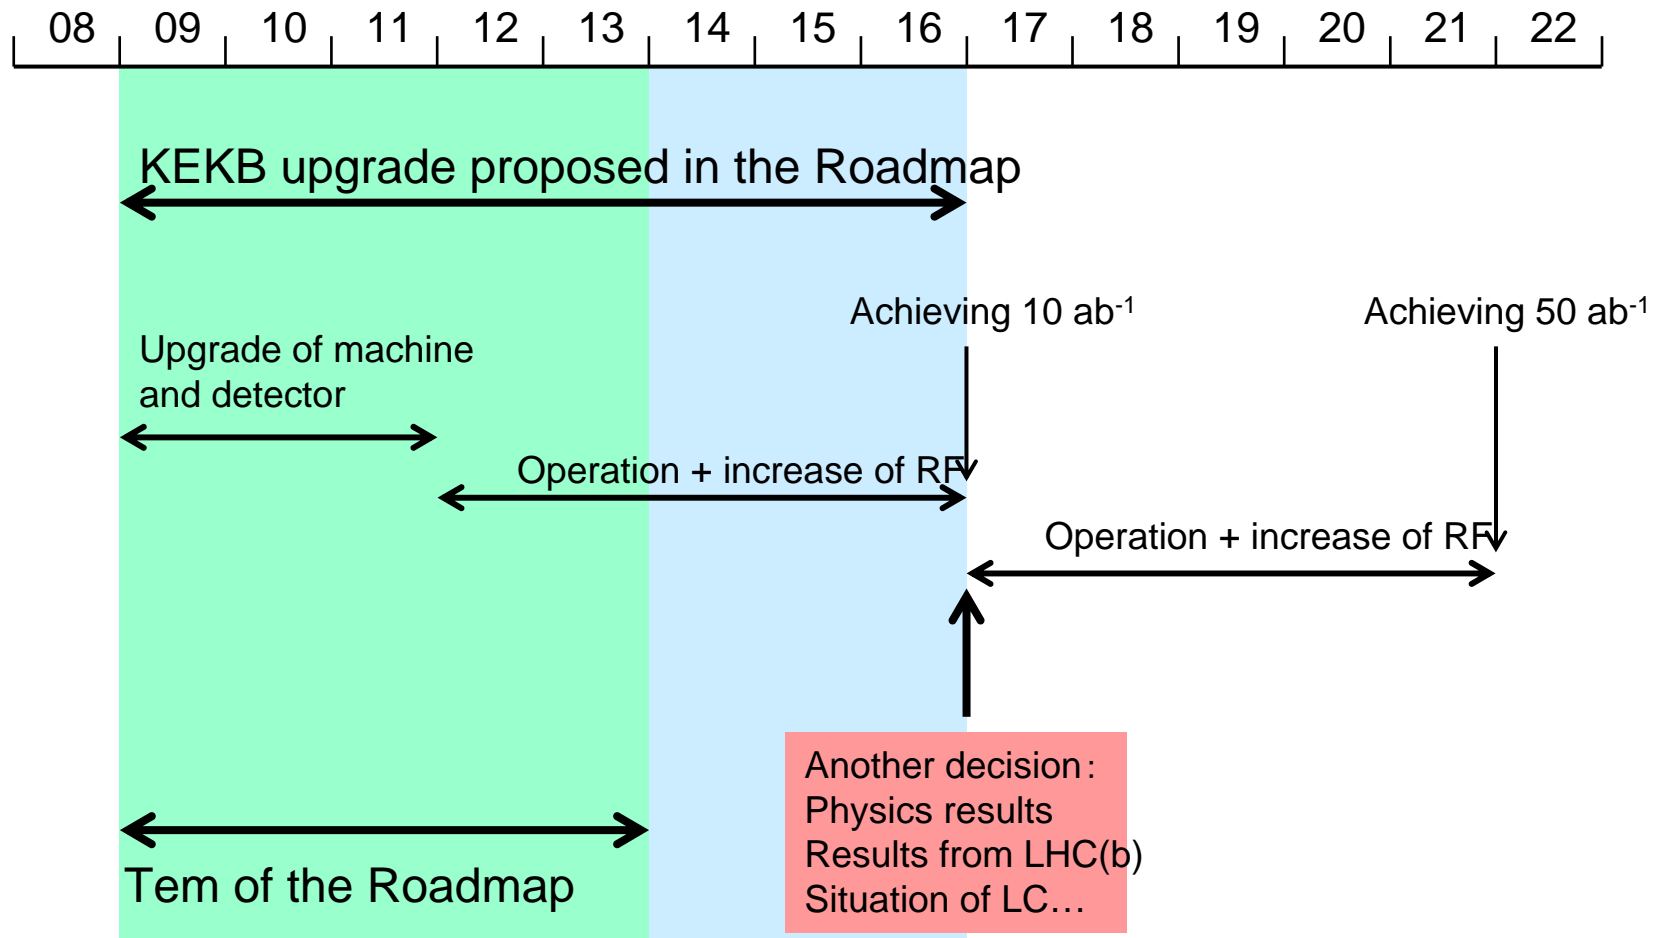 08 09 10 11 12 13 14 15 16 17 18 19 20 21 22
KEKB upgrade proposed in the Roadmap
Achieving 10 ab-1
Achieving 50 ab-1
Upgrade of machine
and detector
Operation + increase of RF
Operation + increase of RF
Another decision:
Physics results
Results from LHC(b)
Situation of LC…
Tem of the Roadmap